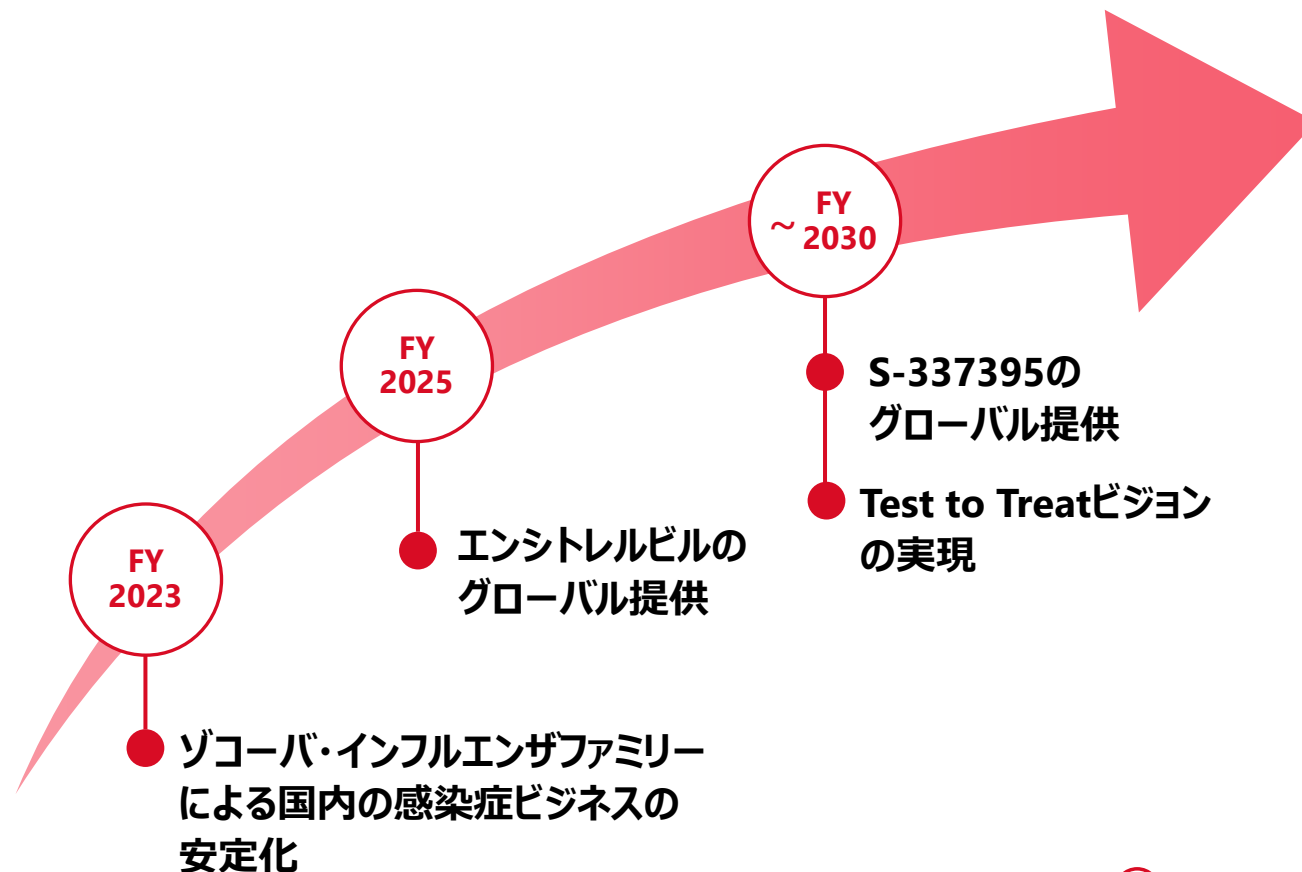 FY
2023
ゾコーバ・インフルエンザファミリー
による国内の感染症ビジネスの
安定化
FY
2025
エンシトレルビルの
グローバル提供
FY
～ 2030
S-337395の
グローバル提供
Test to Treatビジョン
の実現